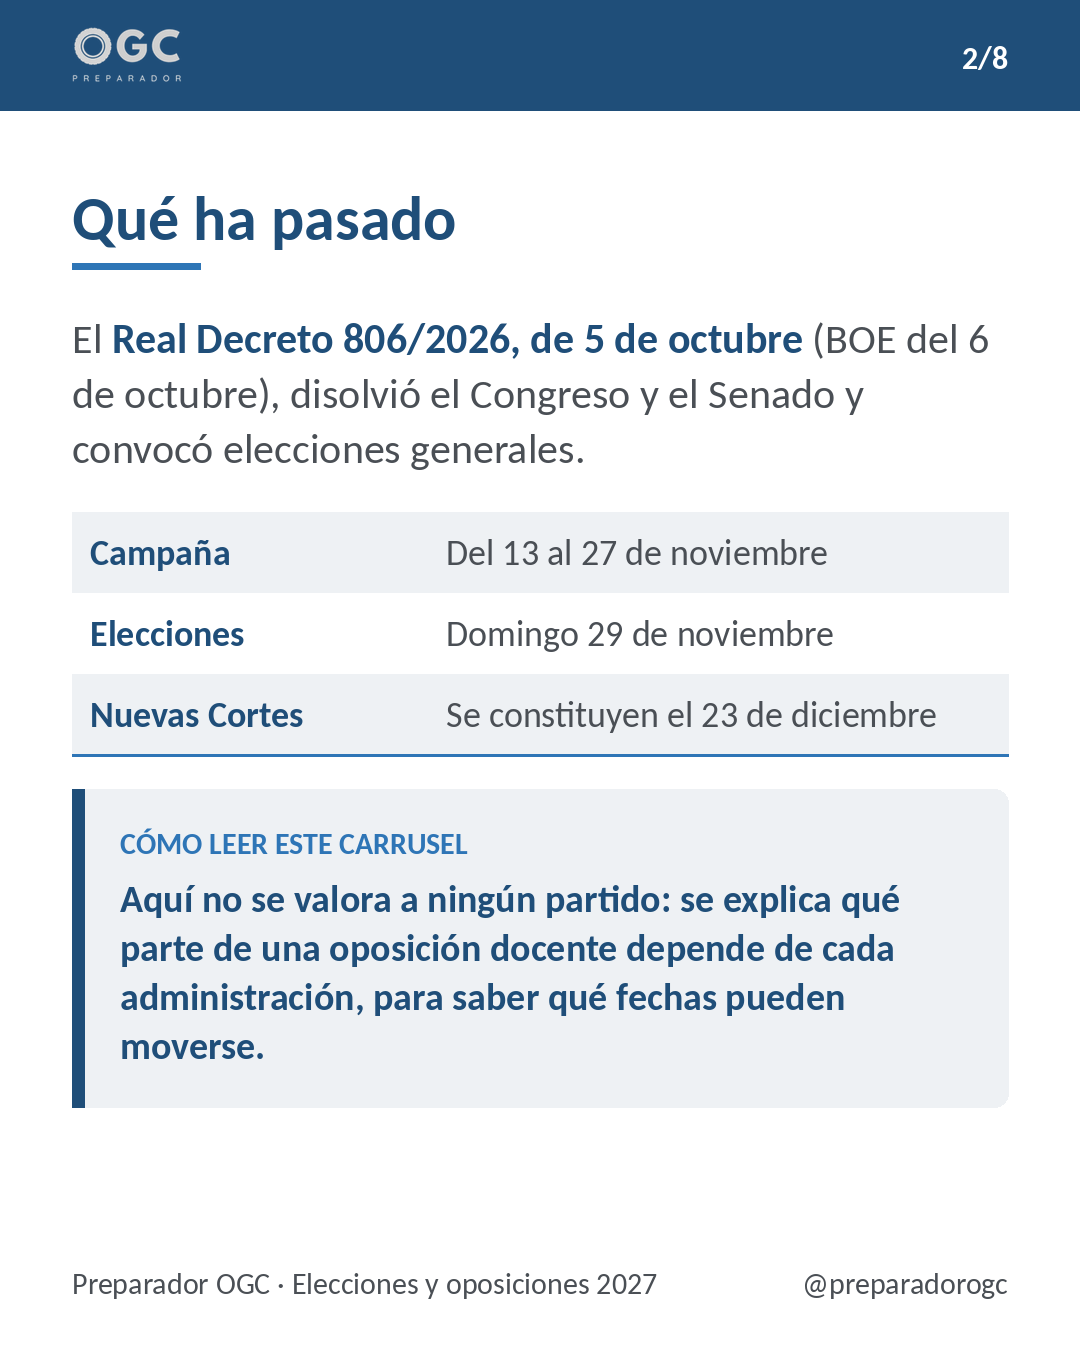 OGC
PREPARADOR
2/8
Qué ha pasado
El Real Decreto 806/2026, de 5 de octubre (BOE del 6
de octubre), disolvió el Congreso y el Senado y
convocó elecciones generales.
Campaña Del 13 al 27 de noviembre
Elecciones Domingo 29 de noviembre
Nuevas Cortes Se constituyen el 23 de diciembre
CÓMO LEER ESTE CARRUSEL
Aquí no se valora a ningún partido: se explica qué
parte de una oposición docente depende de cada
administración, para saber qué fechas pueden
moverse.
Preparador OGC · Elecciones y oposiciones 2027 @preparadorogc